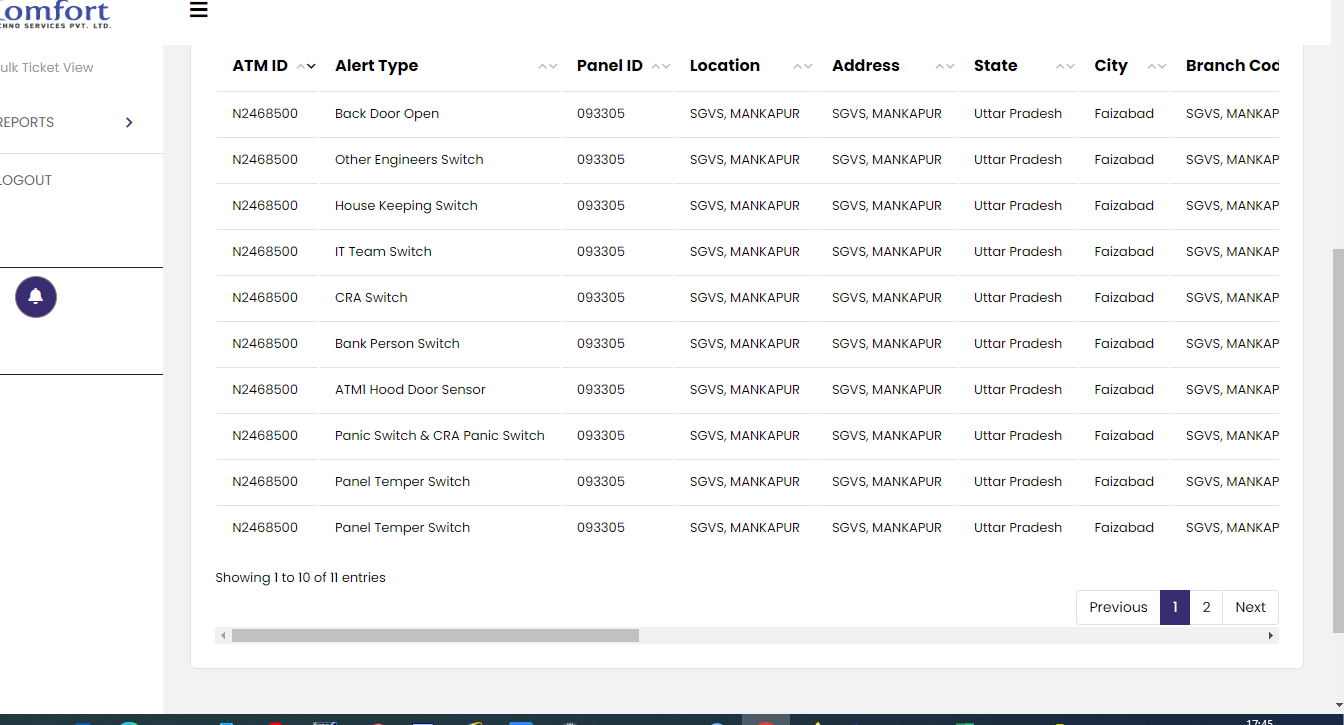 omfort
HNO SERVICES PVT. LTD.
ulk Ticket View
REPORTS
LOGOUT
ATM ID Alert Type Panel ID Location Address State City Branch Cod
N2468500 Back Door Open 093305 SGVS, MANKAPUR SGVS, MANKAPUR Uttar Pradesh Faizabad SGVS, MANKAP
N2468500 Other Engineers Switch 093305 SGVS, MANKAPUR SGVS, MANKAPUR Uttar Pradesh Faizabad SGVS, MANKAP
N2468500 House Keeping Switch 093305 SGVS, MANKAPUR SGVS, MANKAPUR Uttar Pradesh Faizabad SGVS, MANKAP
N2468500 IT Team Switch 093305 SGVS, MANKAPUR SGVS, MANKAPUR Uttar Pradesh Faizabad SGVS, MANKAP
N2468500 CRA Switch 093305 SGVS, MANKAPUR SGVS, MANKAPUR Uttar Pradesh Faizabad SGVS, MANKAP
N2468500 Bank Person Switch 093305 SGVS, MANKAPUR SGVS, MANKAPUR Uttar Pradesh Faizabad SGVS, MANKAP
N2468500 ATM1 Hood Door Sensor 093305 SGVS, MANKAPUR SGVS, MANKAPUR Uttar Pradesh Faizabad SGVS, MANKAP
N2468500 Panic Switch & CRA Panic Switch 093305 SGVS, MANKAPUR SGVS, MANKAPUR Uttar Pradesh Faizabad SGVS, MANKAP
N2468500 Panel Temper Switch 093305 SGVS, MANKAPUR SGVS, MANKAPUR Uttar Pradesh Faizabad SGVS, MANKAP
N2468500 Panel Temper Switch 093305 SGVS, MANKAPUR SGVS, MANKAPUR Uttar Pradesh Faizabad SGVS, MANKAP
Showing 1 to 10 of 11 entries
Previous 1 2 Next
17:45